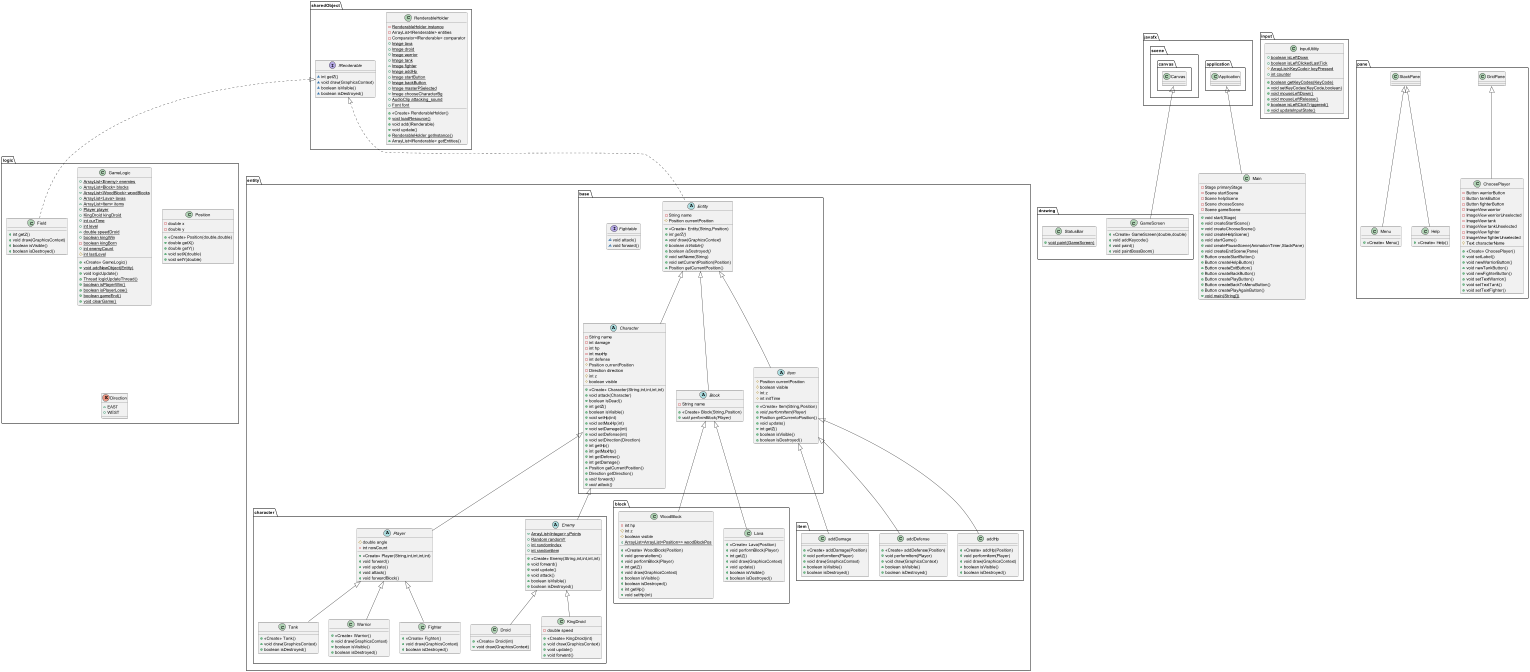 sharedObject
RenderableHolder
RenderableHolder instance
ArrayList<IRenderable> entities
Comparator<IRenderable> comparator
Image lava
Image droid
Image warrior
Image tank
Image fighter
Image addHp
Image startButton
Image backButton
Image masterPSelected
Image chooseCharacterBg
AudioClip attacking_sound
Font font
«Create» RenderableHolder()
void loadResource()
void add(IRenderable)
void update()
RenderableHolder getInstance()
ArrayList<IRenderable> getEntities()
IRenderable
int getZ()
void draw(GraphicsContext)
boolean isVisible()
boolean isDestroyed()
logic
GameLogic
ArrayList<Enemy> enemies
ArrayList<Block> blocks
ArrayList<WoodBlock> woodBlocks
ArrayList<Lava> lavas
ArrayList<Item> items
Player player
KingDroid kingDroid
int ourTime
int level
double speedDroid
boolean kingWin
boolean kingBorn
int enemyCount
int lastLevel
«Create» GameLogic()
void addNewObject(Entity)
void logicUpdate()
Thread logicUpdateThread()
boolean isPlayerWin()
boolean isPlayerLose()
boolean gameEnd()
void clearGame()
Field
int getZ()
void draw(GraphicsContext)
boolean isVisible()
boolean isDestroyed()
Position
double x
double y
«Create» Position(double,double)
double getX()
double getY()
void setX(double)
void setY(double)
Direction
EAST
WEST
entity
base
Fightable
void attack()
void forward()
Entity
String name
Position currentPosition
«Create» Entity(String,Position)
int getZ()
void draw(GraphicsContext)
boolean isVisible()
boolean isDestroyed()
void setName(String)
void setCurrentPosition(Position)
Position getCurrentPosition()
Character
String name
int damage
int hp
int maxHp
int defense
Position currentPosition
Direction direction
int z
boolean visible
«Create» Character(String,int,int,int,int)
void attack(Character)
boolean isDead()
int getZ()
boolean isVisible()
void setHp(int)
void setMaxHp(int)
void setDamage(int)
void setDefense(int)
void setDirection(Direction)
int getHp()
int getMaxHp()
int getDefense()
int getDamage()
Position getCurrentPosition()
Direction getDirection()
void forward()
void attack()
Block
String name
«Create» Block(String,Position)
void performBlock(Player)
Item
Position currentPosition
boolean visible
int z
int initTime
«Create» Item(String,Position)
void performItem(Player)
Position getCurrentPosition()
void update()
int getZ()
boolean isVisible()
boolean isDestroyed()
character
Player
double angle
int rowCount
«Create» Player(String,int,int,int,int)
void forward()
void update()
void attack()
void forwardBlock()
Enemy
ArrayList<Integer> yPoints
Random random
int randomIndex
int randomItem
«Create» Enemy(String,int,int,int,int)
void forward()
void update()
void attack()
boolean isVisible()
boolean isDestroyed()
Tank
«Create» Tank()
void draw(GraphicsContext)
boolean isDestroyed()
Warrior
«Create» Warrior()
void draw(GraphicsContext)
boolean isVisible()
boolean isDestroyed()
Fighter
«Create» Fighter()
void draw(GraphicsContext)
boolean isDestroyed()
Droid
«Create» Droid(int)
void draw(GraphicsContext)
KingDroid
double speed
«Create» KingDroid(int)
void draw(GraphicsContext)
void update()
void forward()
block
WoodBlock
int hp
int z
boolean visible
ArrayList<ArrayList<Position>> woodBlockPos
«Create» WoodBlock(Position)
void generateItem()
void performBlock(Player)
int getZ()
void draw(GraphicsContext)
boolean isVisible()
boolean isDestroyed()
int getHp()
void setHp(int)
Lava
«Create» Lava(Position)
void performBlock(Player)
int getZ()
void draw(GraphicsContext)
void update()
boolean isVisible()
boolean isDestroyed()
item
addDamage
«Create» addDamage(Position)
void performItem(Player)
void draw(GraphicsContext)
boolean isVisible()
boolean isDestroyed()
addDefense
«Create» addDefense(Position)
void performItem(Player)
void draw(GraphicsContext)
boolean isVisible()
boolean isDestroyed()
addHp
«Create» addHp(Position)
void performItem(Player)
void draw(GraphicsContext)
boolean isVisible()
boolean isDestroyed()
drawing
StatusBar
void paint(GameScreen)
GameScreen
«Create» GameScreen(double,double)
void addKeycode()
void paint()
void paintBossBoom()
javafx
scene
canvas
Canvas
application
Application
Main
Stage primaryStage
Scene startScene
Scene helpScene
Scene chooseScene
Scene gameScene
void start(Stage)
void createStartScene()
void createChooseScene()
void createHelpScene()
void startGame()
void createPlayerScene(AnimationTimer,StackPane)
void createEndScene(Pane)
Button createStartButton()
Button createHelpButton()
Button createExitButton()
Button createBackButton()
Button createPlayButton()
Button createBackToMenuButton()
Button createPlayAgainButton()
void main(String[])
input
InputUtility
boolean isLeftDown
boolean isLeftClickedLastTick
ArrayList<KeyCode> keyPressed
int counter
boolean getKeyCodes(KeyCode)
void setKeyCodes(KeyCode,boolean)
void mouseLeftDown()
void mouseLeftRelease()
boolean isLeftClickTriggered()
void updateInputState()
pane
StackPane
GridPane
Menu
«Create» Menu()
Help
«Create» Help()
ChoosePlayer
Button warriorButton
Button tankButton
Button fighterButton
ImageView warrior
ImageView warriorUnselected
ImageView tank
ImageView tankUnselected
ImageView fighter
ImageView fighterUnselected
Text characterName
«Create» ChoosePlayer()
void setLabel()
void newWarriorButton()
void newTankButton()
void newFighterButton()
void setTextWarrior()
void setTextTank()
void setTextFighter()